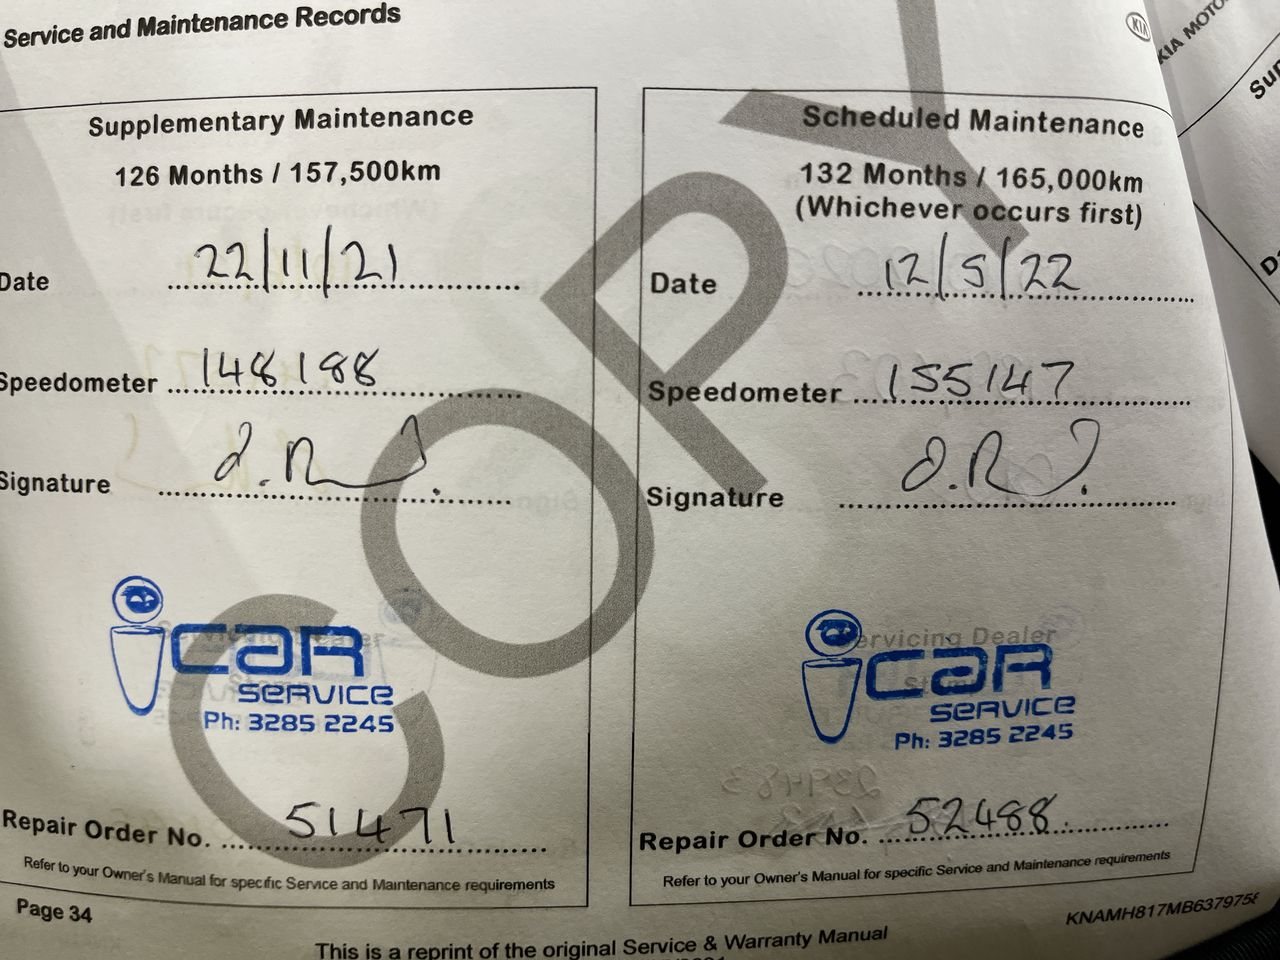 Service and Maintenance Records
KIA
KIA MOTO
Sup
COPY
Supplementary Maintenance
126 Months / 157,500km
Date 22/11/21
Speedometer 148188
Signature
iCAR
SERVICE
Ph: 3285 2245
Repair Order No. 51471
Refer to your Owner's Manual for specific Service and Maintenance requirements
Scheduled Maintenance
132 Months / 165,000km
(Whichever occurs first)
Date 12/5/22
Speedometer 155147
Signature
Servicing Dealer
iCAR
SERVICE
Ph: 3285 2245
Repair Order No. 52488
Refer to your Owner's Manual for specific Service and Maintenance requirements
Page 34
KNAMH817MB6379758
This is a reprint of the original Service & Warranty Manual